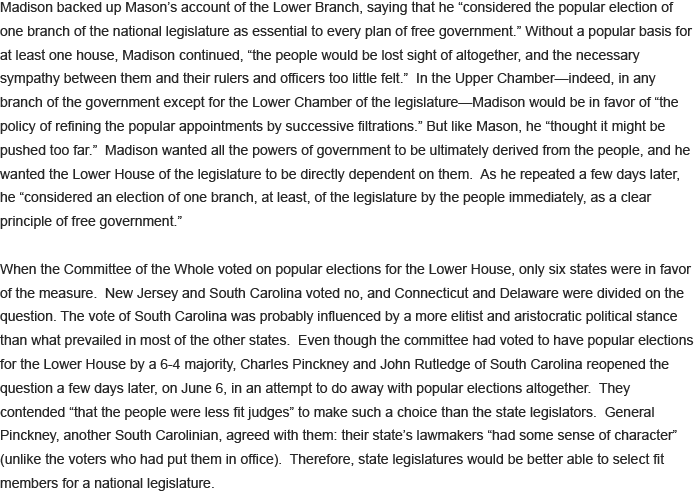 Madison backed up Mason’s account of the Lower Branch, saying that he “considered the popular election of
one branch of the national legislature as essential to every plan of free government.” Without a popular basis for
at least one house, Madison continued, “the people would be lost sight of altogether, and the necessary
sympathy between them and their rulers and officers too little felt.”  In the Upper Chamber—indeed, in any
branch of the government except for the Lower Chamber of the legislature—Madison would be in favor of “the
policy of refining the popular appointments by successive filtrations.” But like Mason, he “thought it might be
pushed too far.”  Madison wanted all the powers of government to be ultimately derived from the people, and he
wanted the Lower House of the legislature to be directly dependent on them.  As he repeated a few days later,
he “considered an election of one branch, at least, of the legislature by the people immediately, as a clear
principle of free government.”

When the Committee of the Whole voted on popular elections for the Lower House, only six states were in favor
of the measure.  New Jersey and South Carolina voted no, and Connecticut and Delaware were divided on the
question. The vote of South Carolina was probably influenced by a more elitist and aristocratic political stance
than what prevailed in most of the other states.  Even though the committee had voted to have popular elections
for the Lower House by a 6-4 majority, Charles Pinckney and John Rutledge of South Carolina reopened the
question a few days later, on June 6, in an attempt to do away with popular elections altogether.  They
contended “that the people were less fit judges” to make such a choice than the state legislators.  General
Pinckney, another South Carolinian, agreed with them: their state’s lawmakers “had some sense of character”
(unlike the voters who had put them in office).  Therefore, state legislatures would be better able to select fit
members for a national legislature.